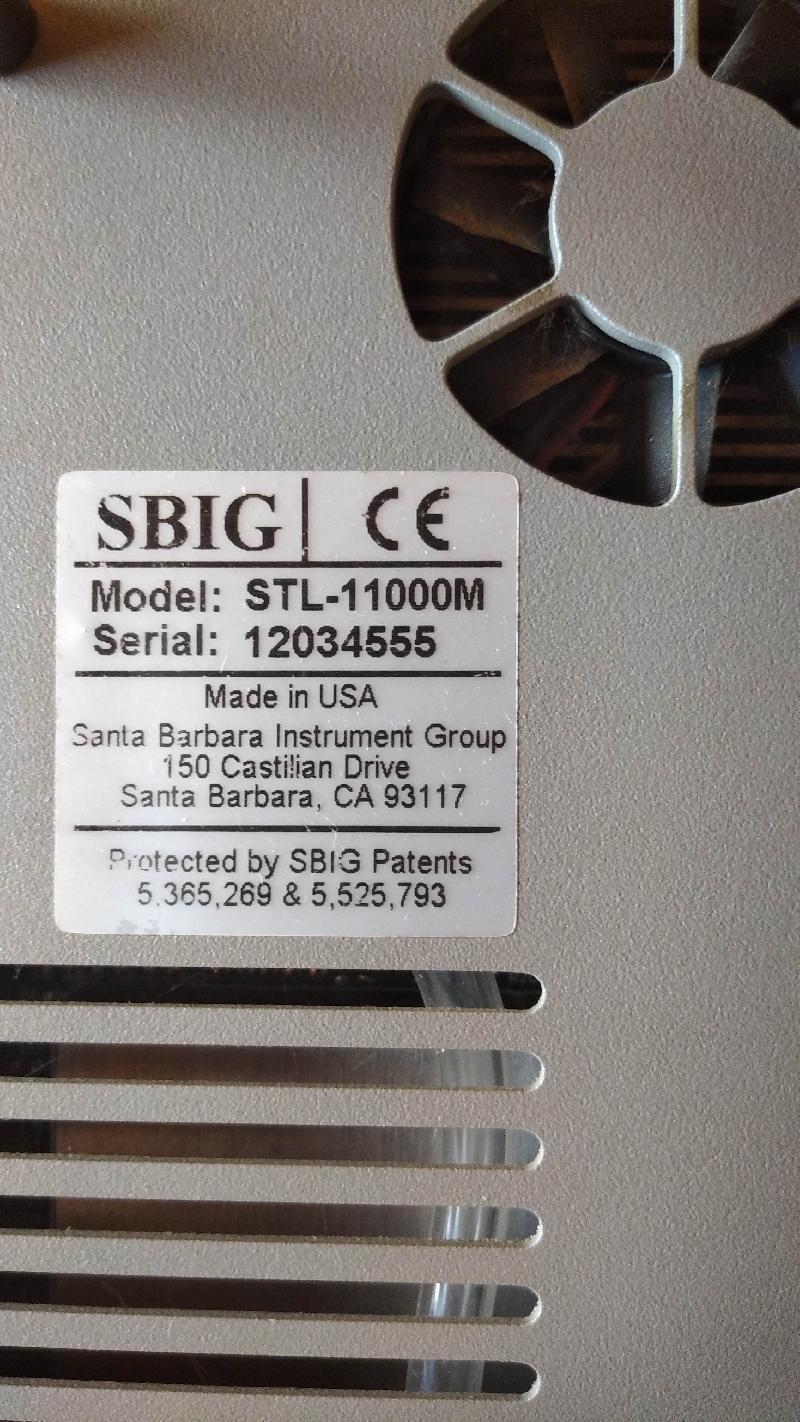 SBIG CE
Model: STL-11000M
Serial: 12034555
Made in USA
Santa Barbara Instrument Group
150 Castilian Drive
Santa Barbara, CA 93117
Protected by SBIG Patents
5,365,269 & 5,525,793